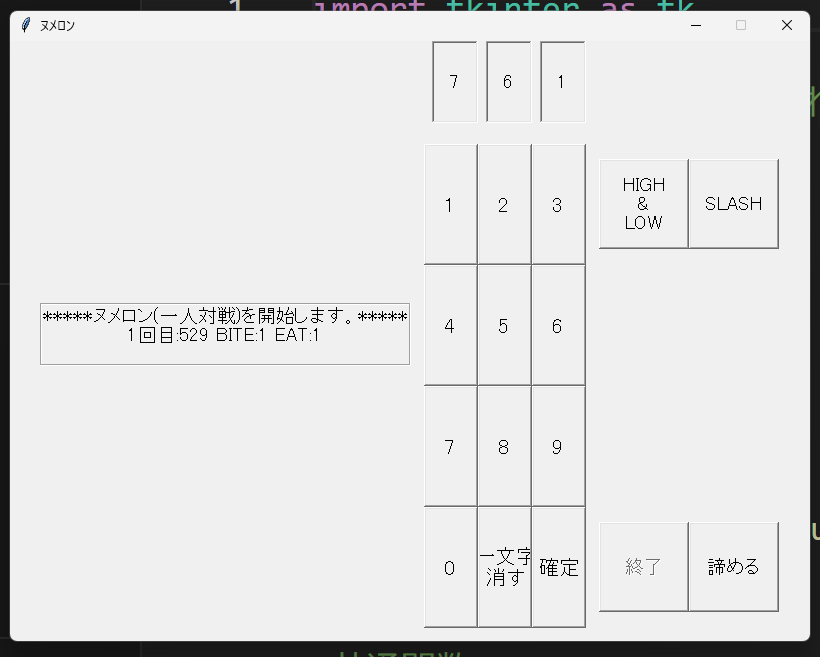 import tkinter as tk
ヌメロン
7 6 1
1 2 3
HIGH
&
LOW
SLASH
*****ヌメロン(一人対戦)を開始します。*****
1回目:529 BITE:1 EAT:1
4 5 6
7 8 9
0
一文字
消す
確定
終了
諦める